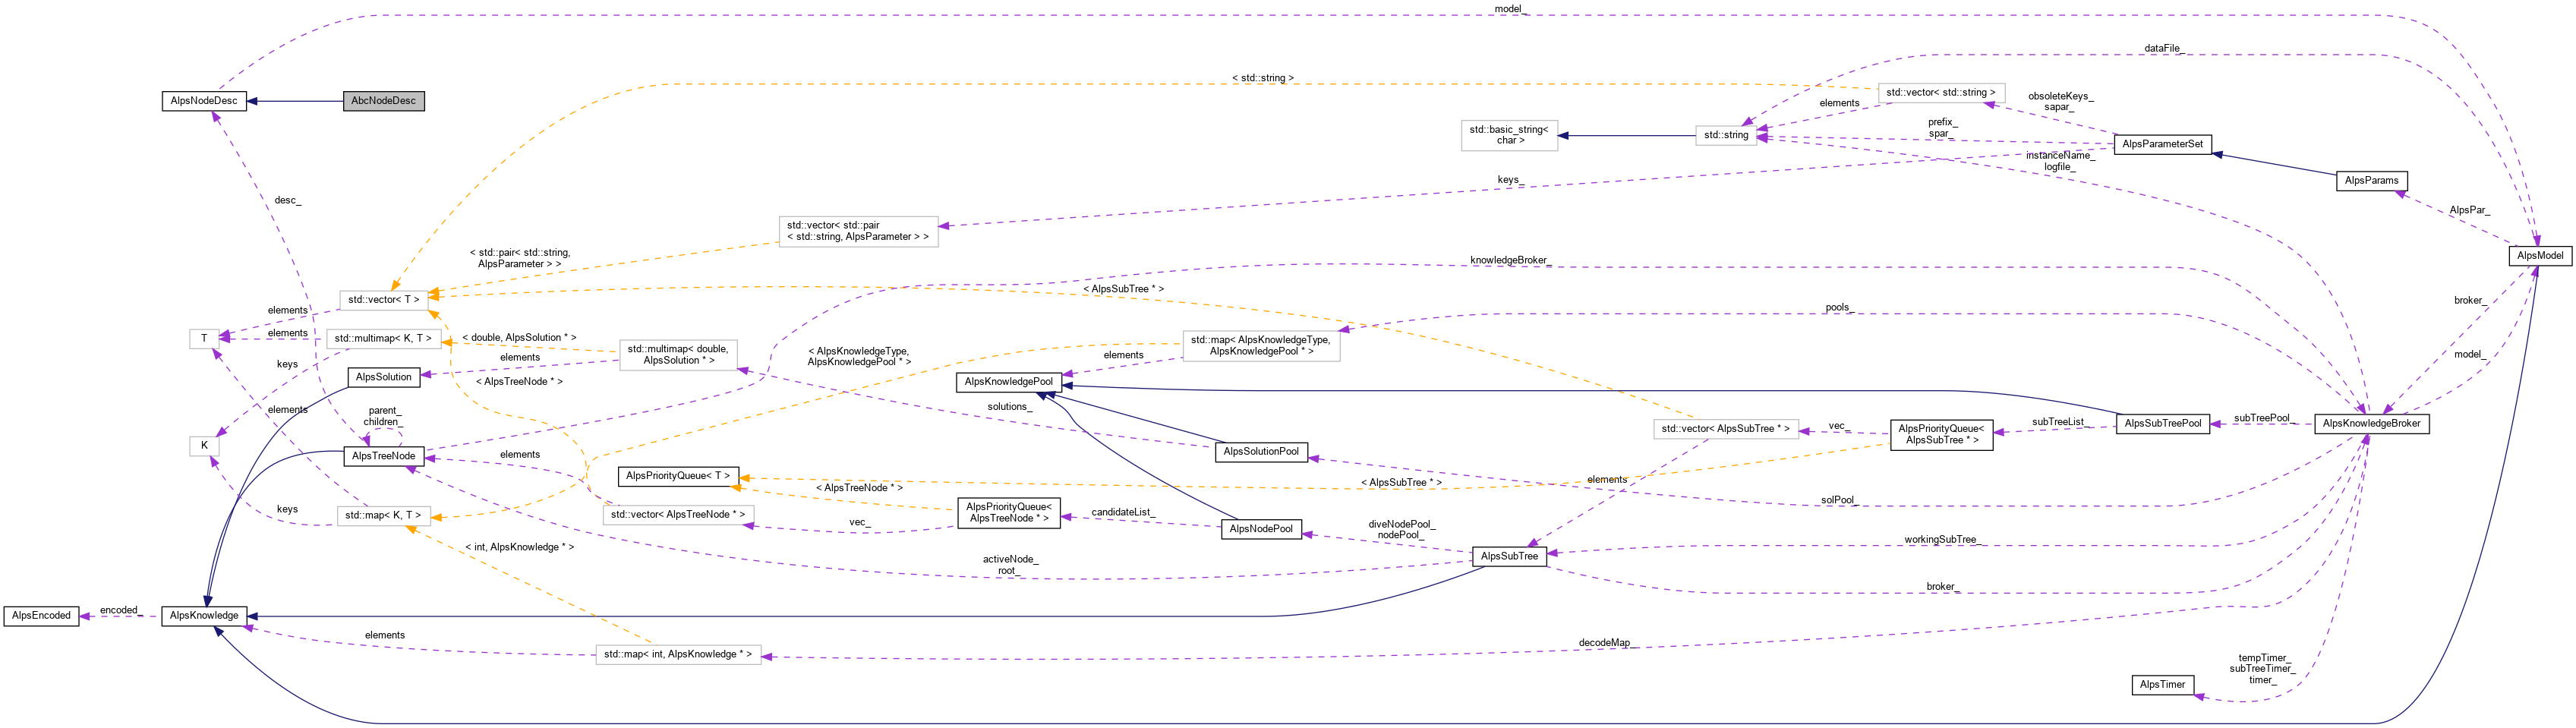 model_
dataFile_
< std::string >
std::vector< std::string >
AlpsNodeDesc
AbcNodeDesc
elements
obsoleteKeys_
sapar_
std::basic_string<
char >
std::string
prefix_
spar_
AlpsParameterSet
instanceName_
logfile_
keys_
AlpsParams
desc_
AlpsPar_
std::vector< std::pair
< std::string, AlpsParameter > >
< std::pair< std::string,
AlpsParameter > >
knowledgeBroker_
AlpsModel
std::vector< T >
< AlpsSubTree * >
broker_
elements
pools_
T
elements
std::multimap< K, T >
< double, AlpsSolution * >
std::multimap< double,
AlpsSolution * >
elements
< AlpsKnowledgeType,
AlpsKnowledgePool * >
elements
std::map< AlpsKnowledgeType,
AlpsKnowledgePool * >
model_
keys
AlpsSolution
< AlpsTreeNode * >
AlpsKnowledgePool
solutions_
elements
parent_
children_
K
AlpsTreeNode
elements
AlpsSolutionPool
std::vector< AlpsSubTree * >
vec_
AlpsPriorityQueue<
AlpsSubTree * >
subTreeList_
AlpsSubTreePool
subTreePool_
AlpsKnowledgeBroker
AlpsPriorityQueue< T >
< AlpsTreeNode * >
< AlpsSubTree * >
elements
solPool_
keys
std::map< K, T >
std::vector< AlpsTreeNode * >
vec_
AlpsPriorityQueue<
AlpsTreeNode * >
candidateList_
AlpsNodePool
diveNodePool_
nodePool_
< int, AlpsKnowledge * >
activeNode_
root_
AlpsSubTree
workingSubTree_
broker_
AlpsEncoded
encoded_
AlpsKnowledge
elements
std::map< int, AlpsKnowledge * >
decodeMap_
tempTimer_
subTreeTimer_
timer_
AlpsTimer